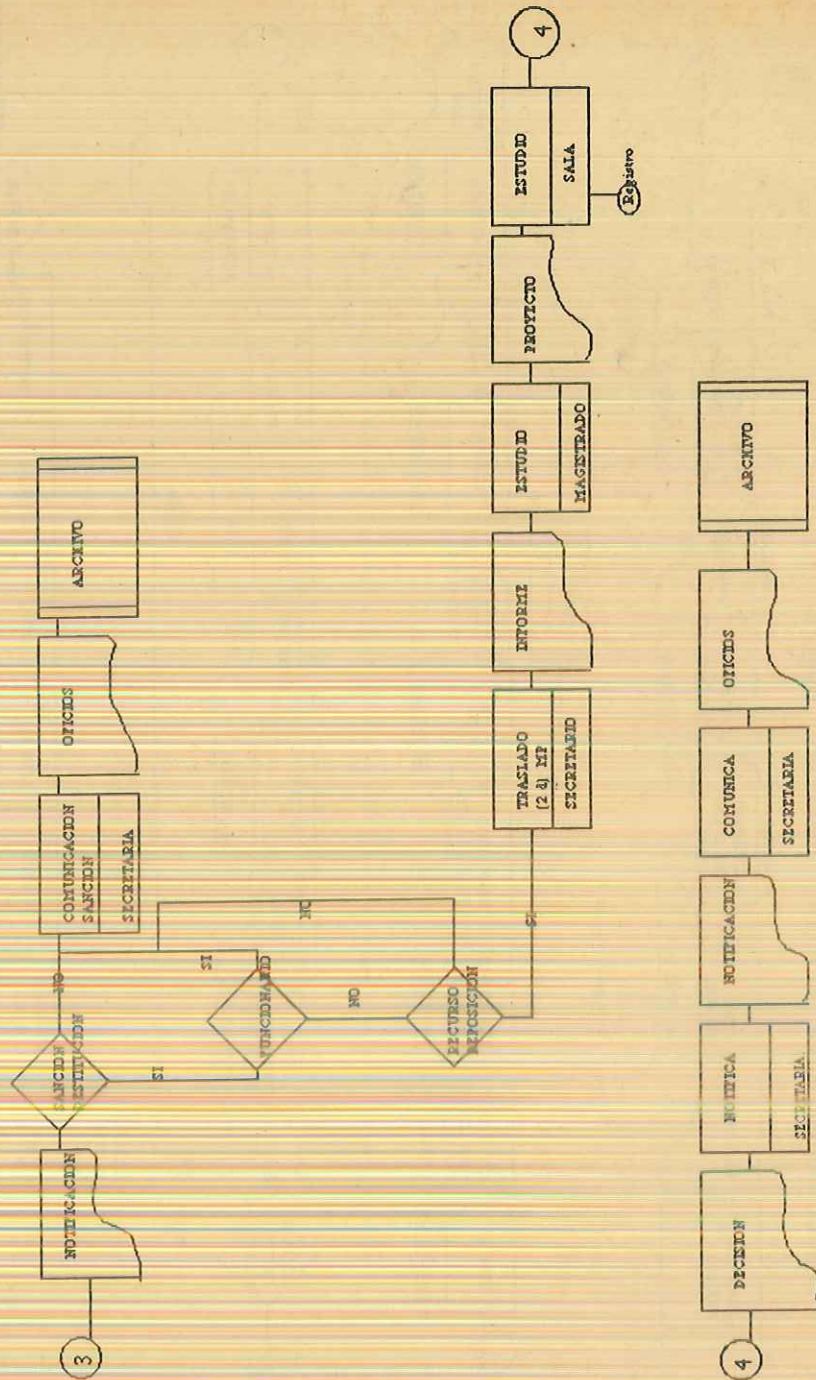 3
NOTIFICACION
SANCION
DESTITUCION
NO
SI
COMUNICACION
SANCION
SECRETARIA
OFICIOS
ARCHIVO
FUNCIONARIO
SI
NO
RECURSO
REPOSICION
NO
SI
TRASLADO
(2 d) MP
SECRETARIO
INFORME
ESTUDIO
MAGISTRADO
PROYECTO
ESTUDIO
SALA
Registro
4
4
DECISION
NOTIFICA
SECRETARIA
NOTIFICACION
COMUNICA
SECRETARIA
OFICIOS
ARCHIVO